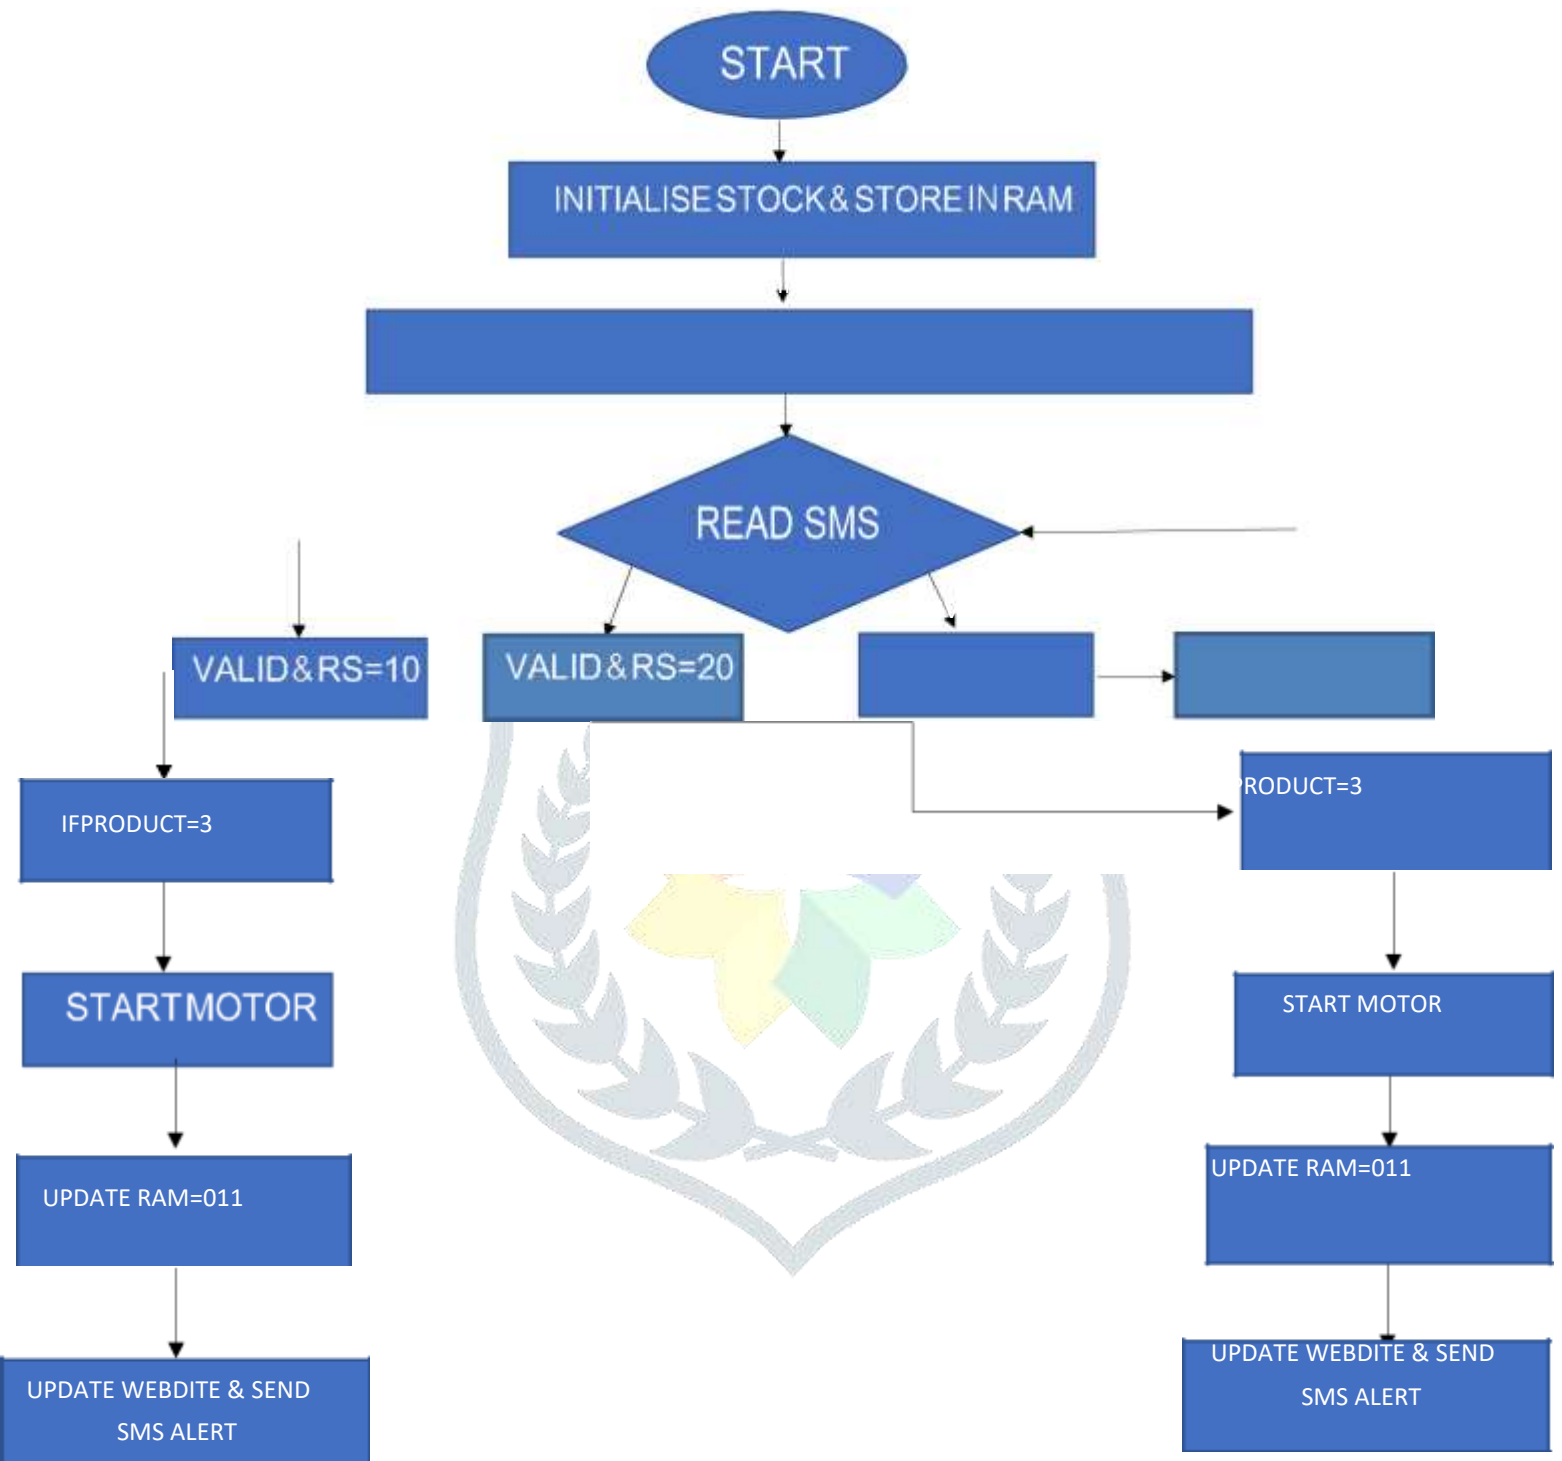 START
INITIALISE STOCK & STORE IN RAM
READ SMS
VALID & RS=10
VALID & RS=20
IFPRODUCT=3
PRODUCT=3
START MOTOR
START MOTOR
UPDATE RAM=011
UPDATE RAM=011
UPDATE WEBDITE & SEND
SMS ALERT
UPDATE WEBDITE & SEND
SMS ALERT